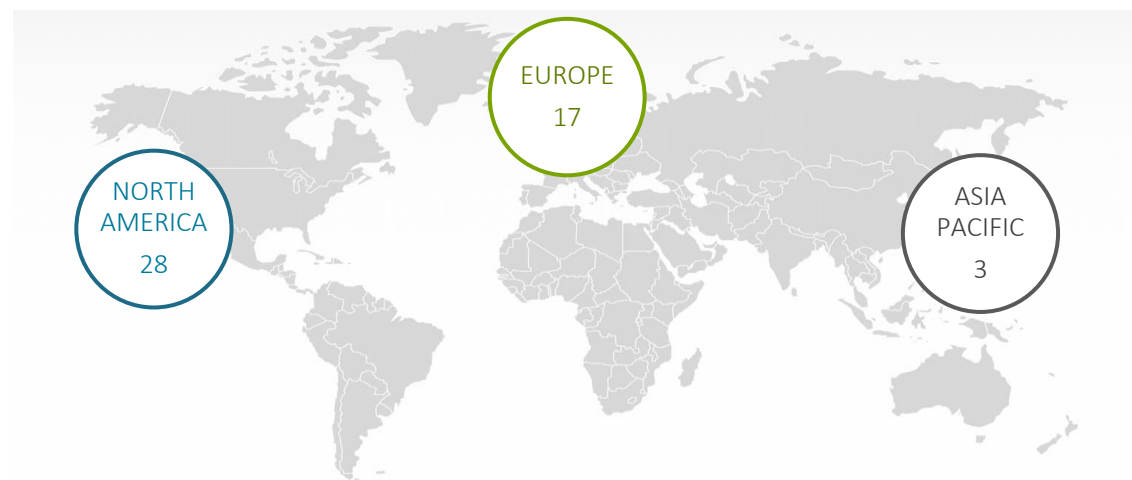 EUROPE
17
NORTH
AMERICA
28
ASIA
PACIFIC
3